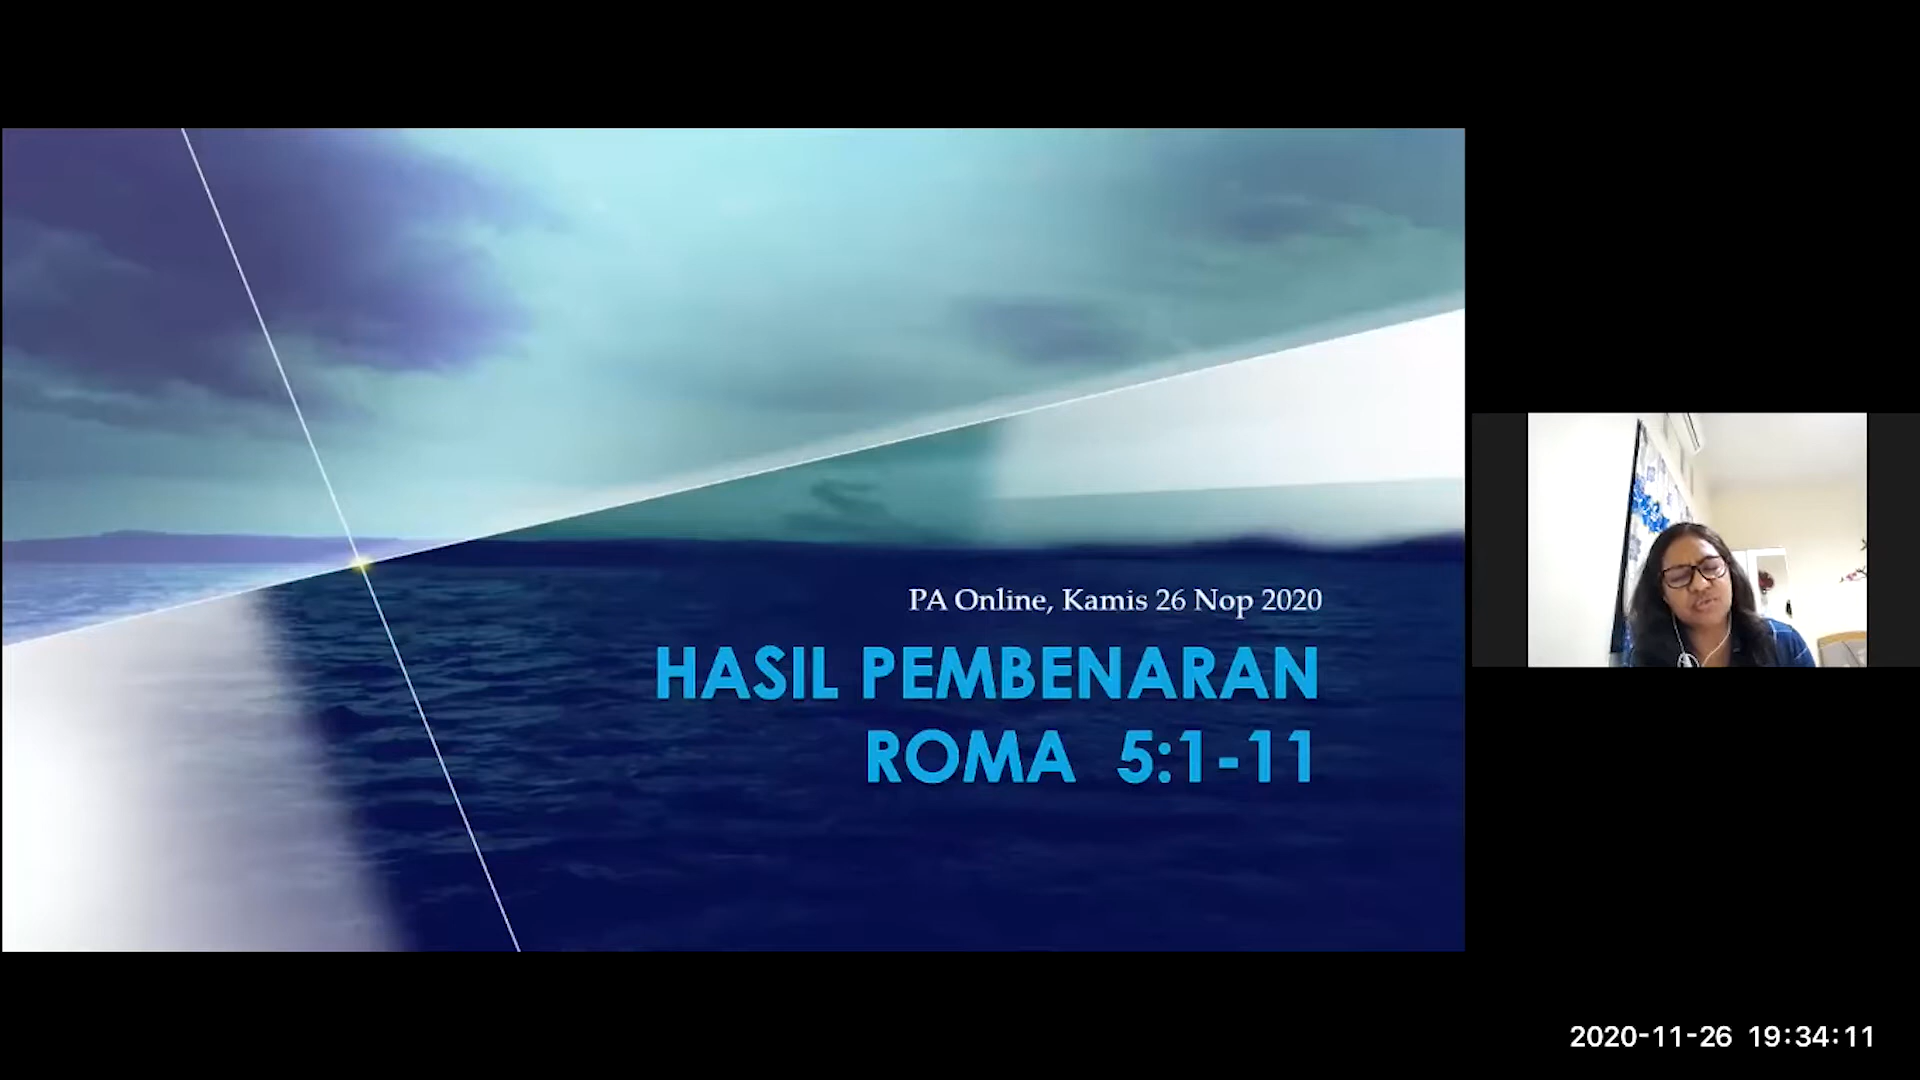 PA Online, Kamis 26 Nop 2020
HASIL PEMBENARAN
ROMA 5:1-11
2020-11-26 19:34:11